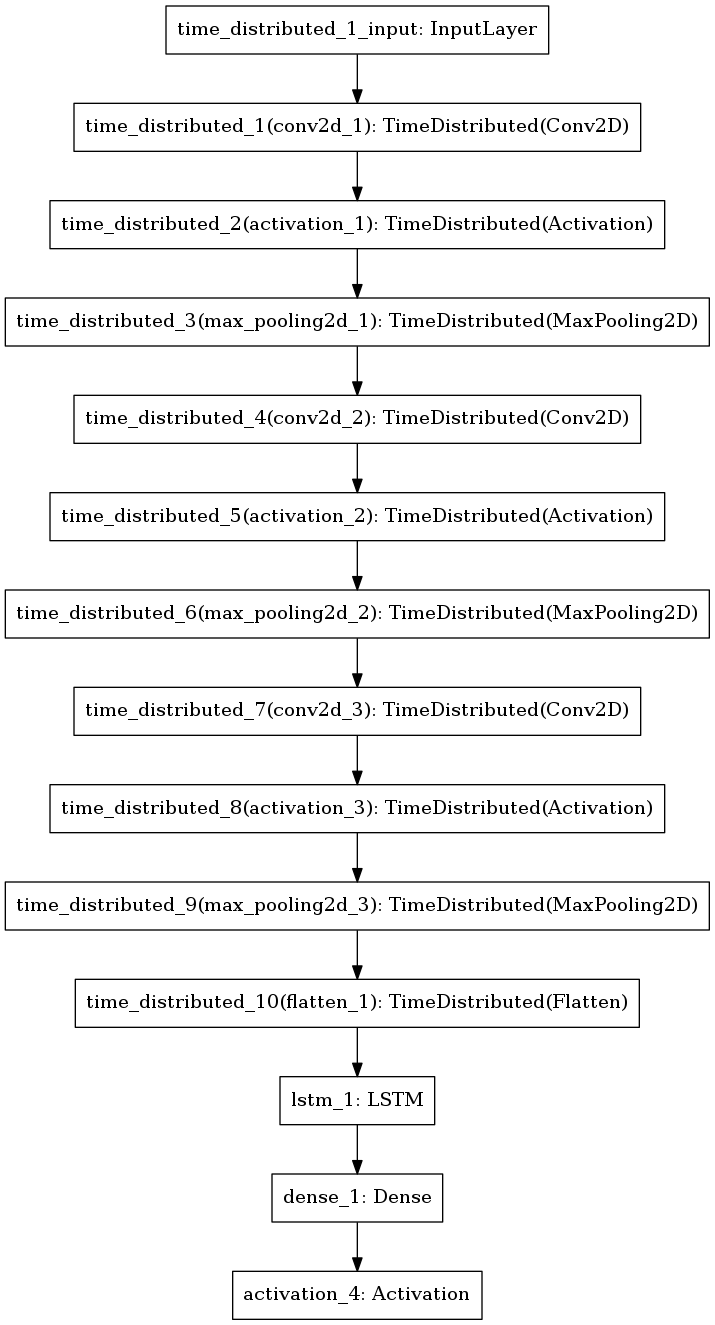 time_distributed_1_input: InputLayer
time_distributed_1(conv2d_1): TimeDistributed(Conv2D)
time_distributed_2(activation_1): TimeDistributed(Activation)
time_distributed_3(max_pooling2d_1): TimeDistributed(MaxPooling2D)
time_distributed_4(conv2d_2): TimeDistributed(Conv2D)
time_distributed_5(activation_2): TimeDistributed(Activation)
time_distributed_6(max_pooling2d_2): TimeDistributed(MaxPooling2D)
time_distributed_7(conv2d_3): TimeDistributed(Conv2D)
time_distributed_8(activation_3): TimeDistributed(Activation)
time_distributed_9(max_pooling2d_3): TimeDistributed(MaxPooling2D)
time_distributed_10(flatten_1): TimeDistributed(Flatten)
lstm_1: LSTM
dense_1: Dense
activation_4: Activation